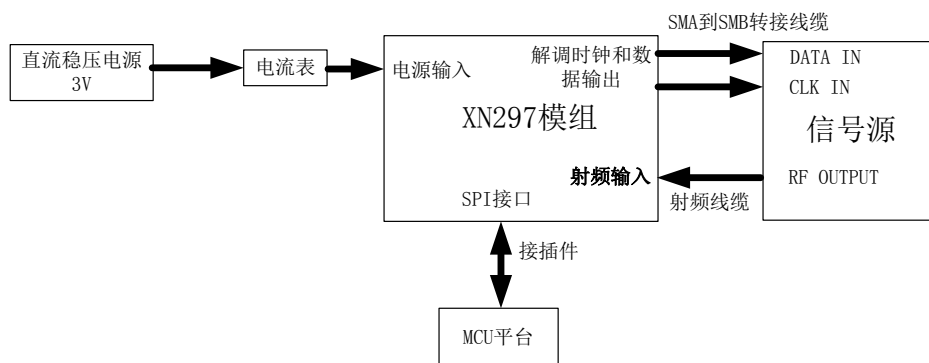 SMA到SMB转接线缆
直流稳压电源
3V
电流表
电源输入
解调时钟和数
据输出
DATA IN
CLK IN
XN297模组
信号源
射频输入
RF OUTPUT
射频线缆
SPI接口
接插件
MCU平台